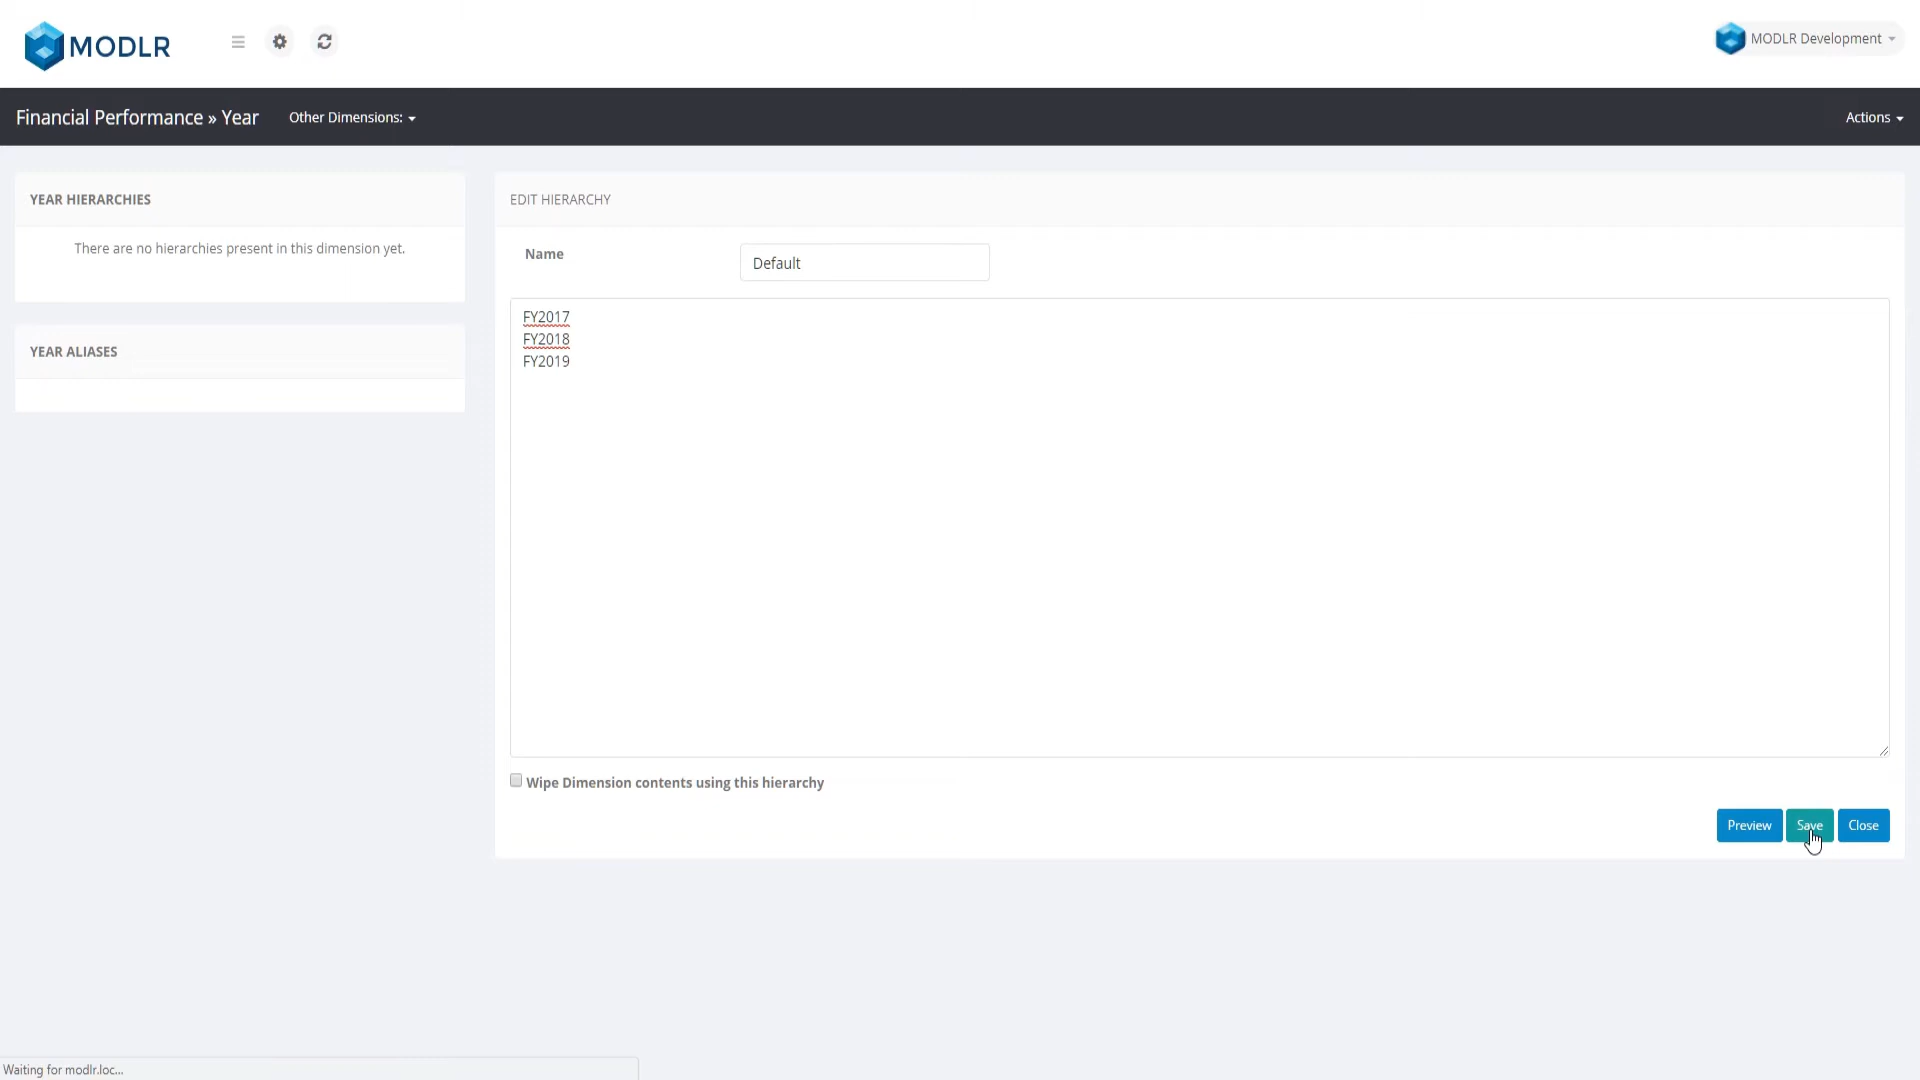 MODLR
MODLR Development
Financial Performance » Year
Other Dimensions:
Actions
YEAR HIERARCHIES
There are no hierarchies present in this dimension yet.
YEAR ALIASES
EDIT HIERARCHY
Name
Default
FY2017
FY2018
FY2019
Wipe Dimension contents using this hierarchy
Preview
Save
Close
Waiting for modlr.loc...